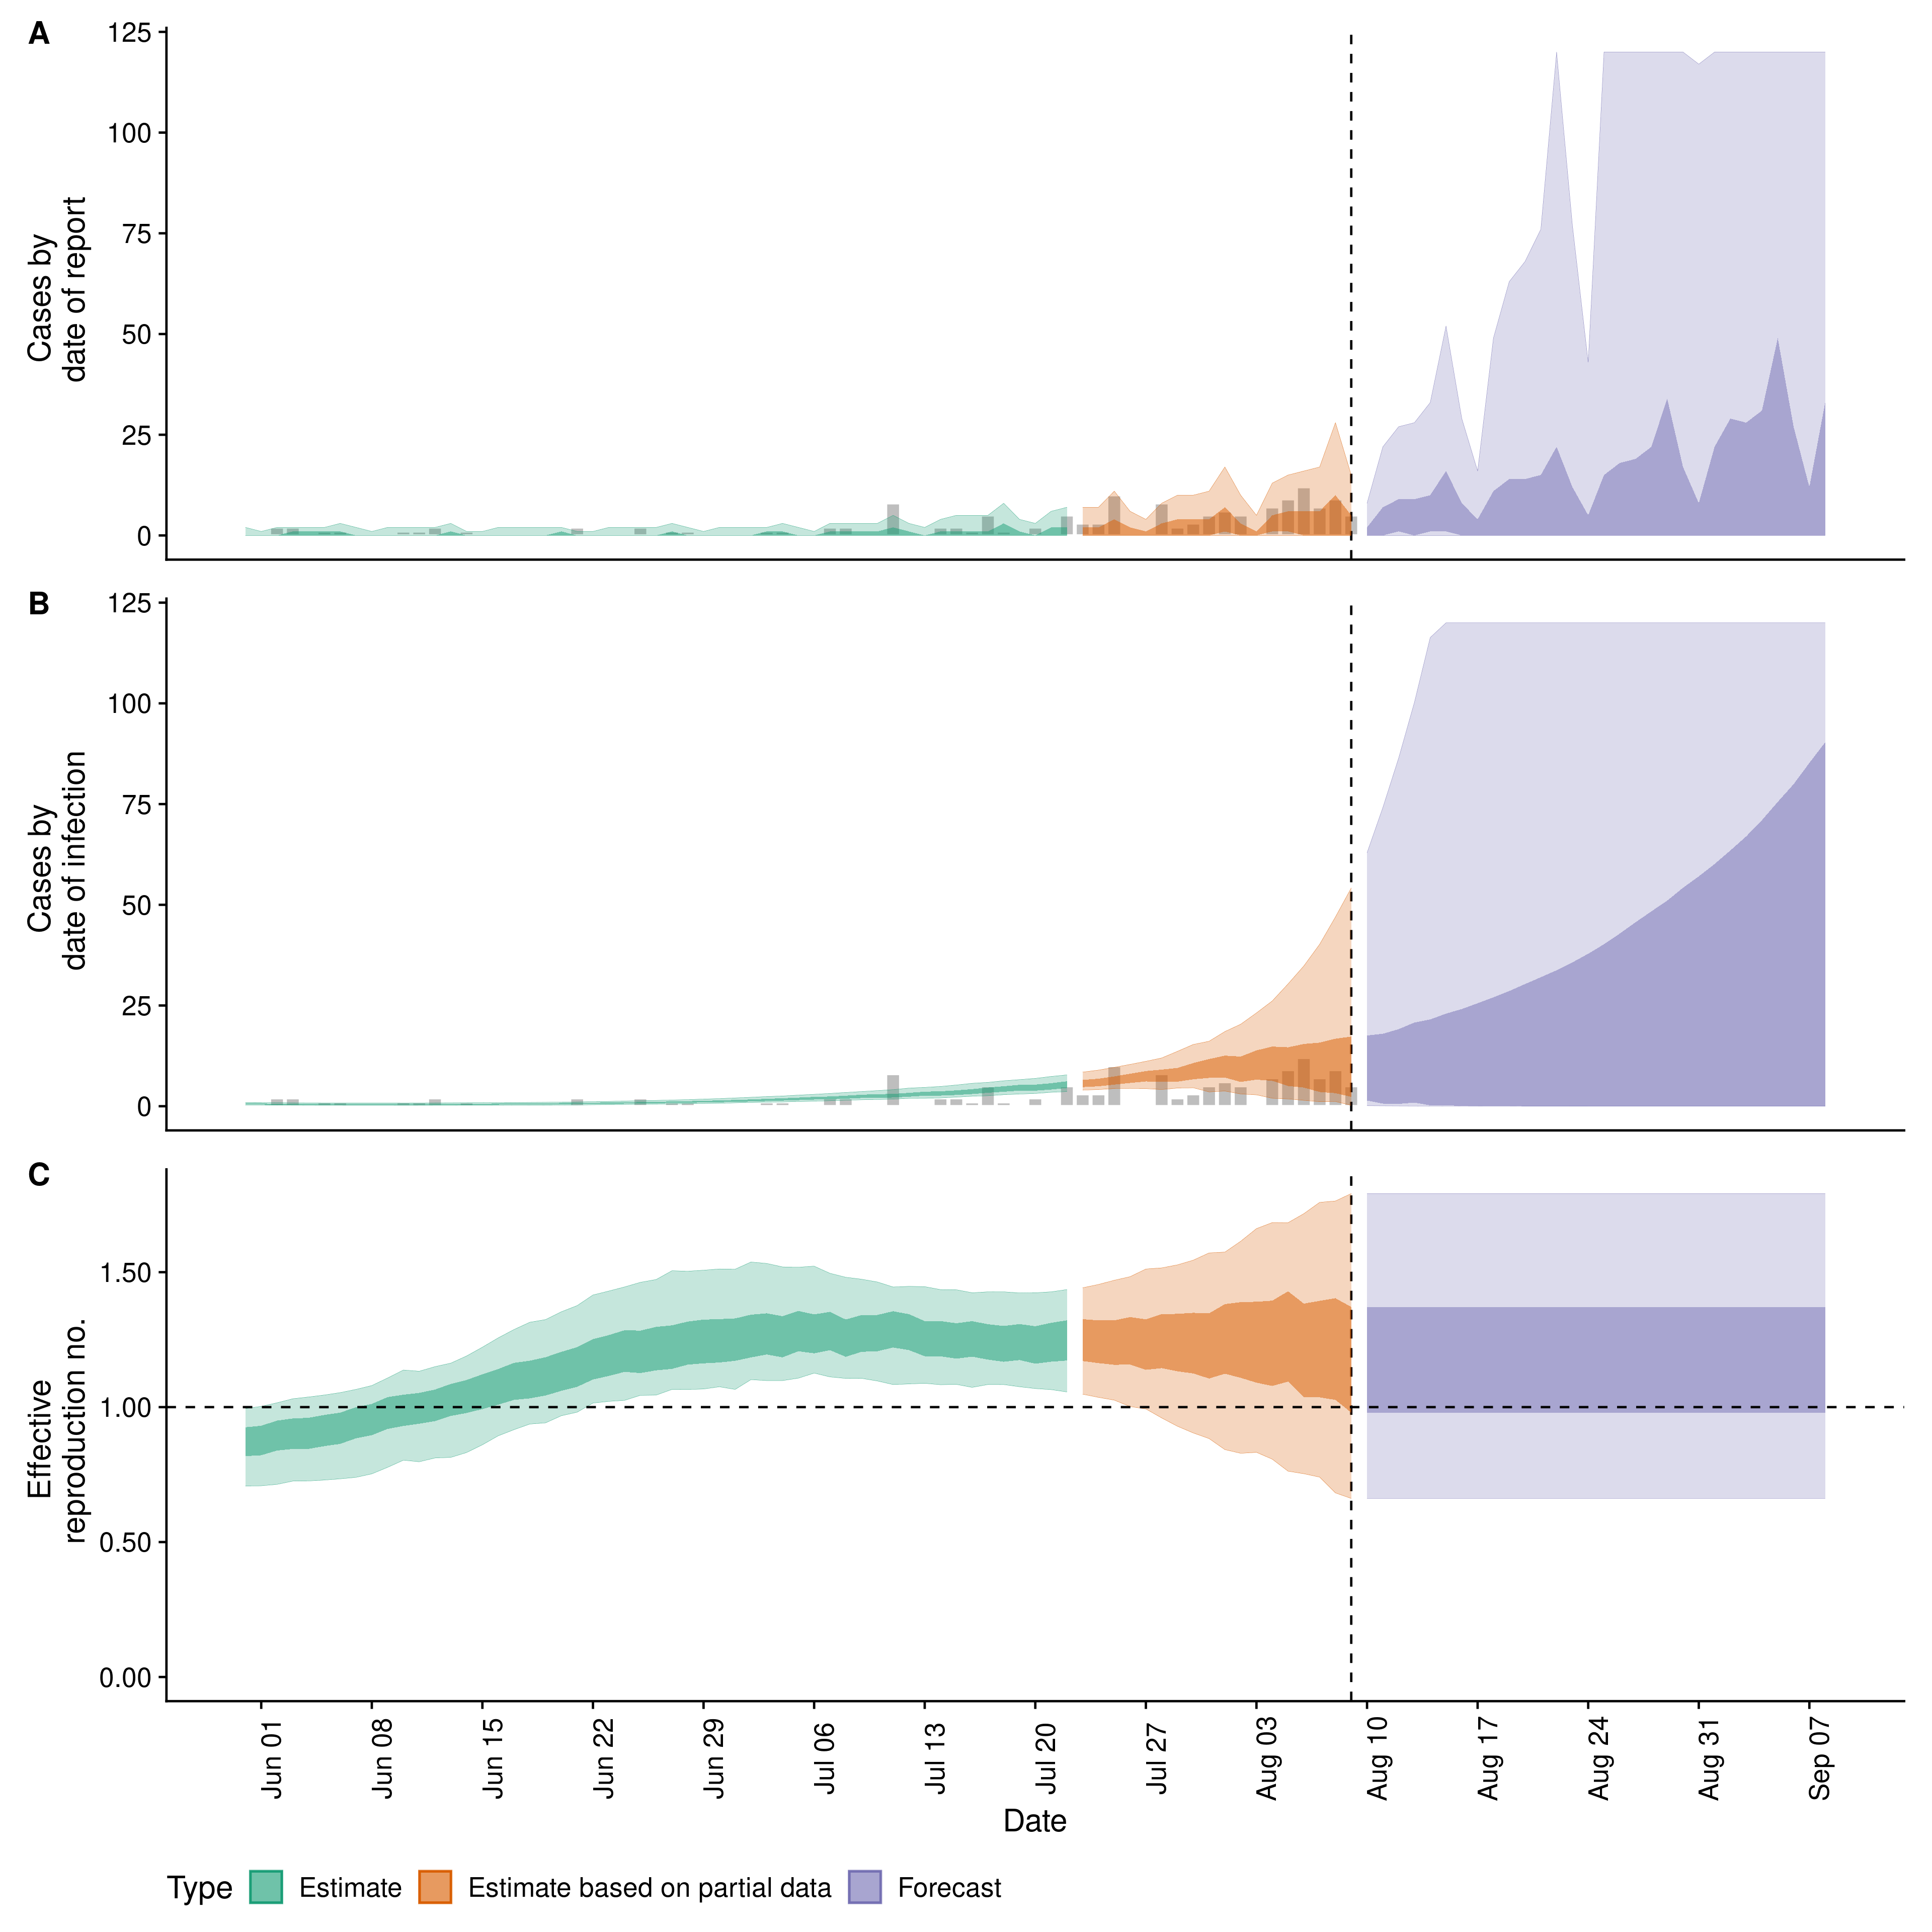 A
125
100
75
50
25
0
Cases by
date of report
B
125
100
75
50
25
0
Cases by
date of infection
C
1.50
1.00
0.50
0.00
Effective
reproduction no.
Jun 01
Jun 08
Jun 15
Jun 22
Jun 29
Jul 06
Jul 13
Jul 20
Jul 27
Aug 03
Aug 10
Aug 17
Aug 24
Aug 31
Sep 07
Date
Type Estimate Estimate based on partial data Forecast